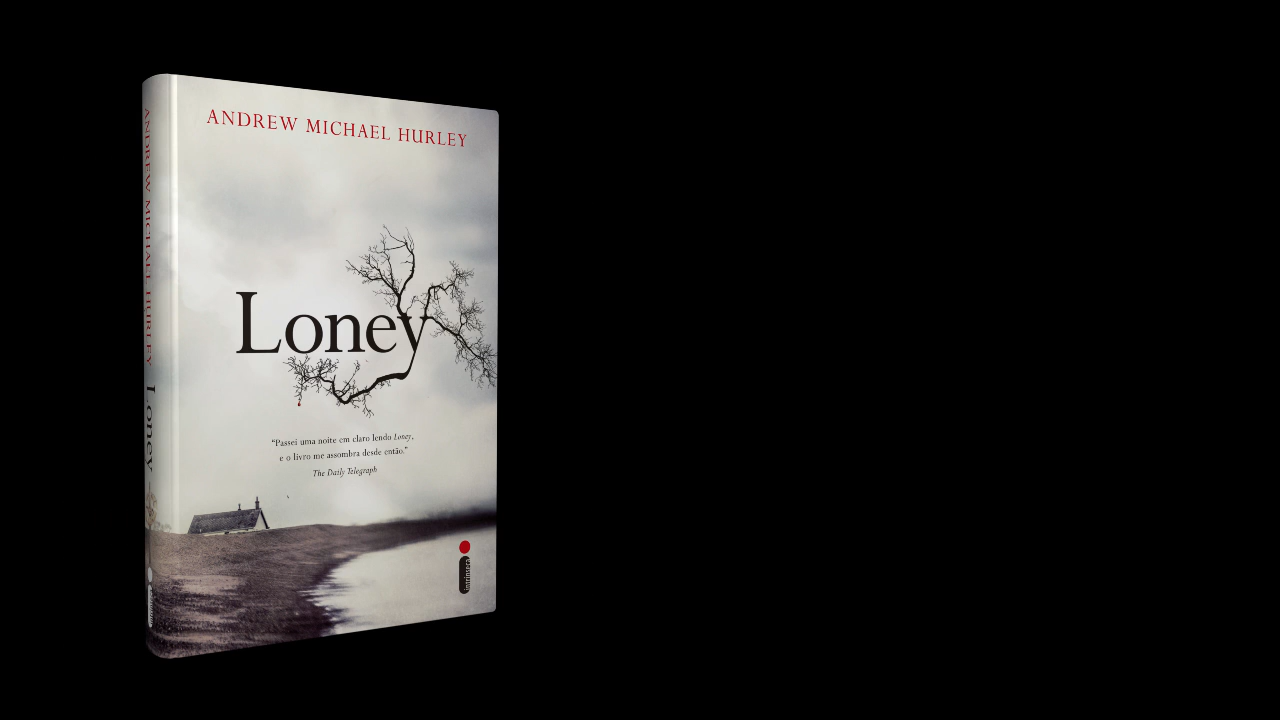 ANDREW MICHAEL HURLEY
Loney
“Passei uma noite em claro lendo Loney,
e o livro me assombra desde então.”
The Daily Telegraph
intrínseca
ANDREW MICHAEL HURLEY Loney